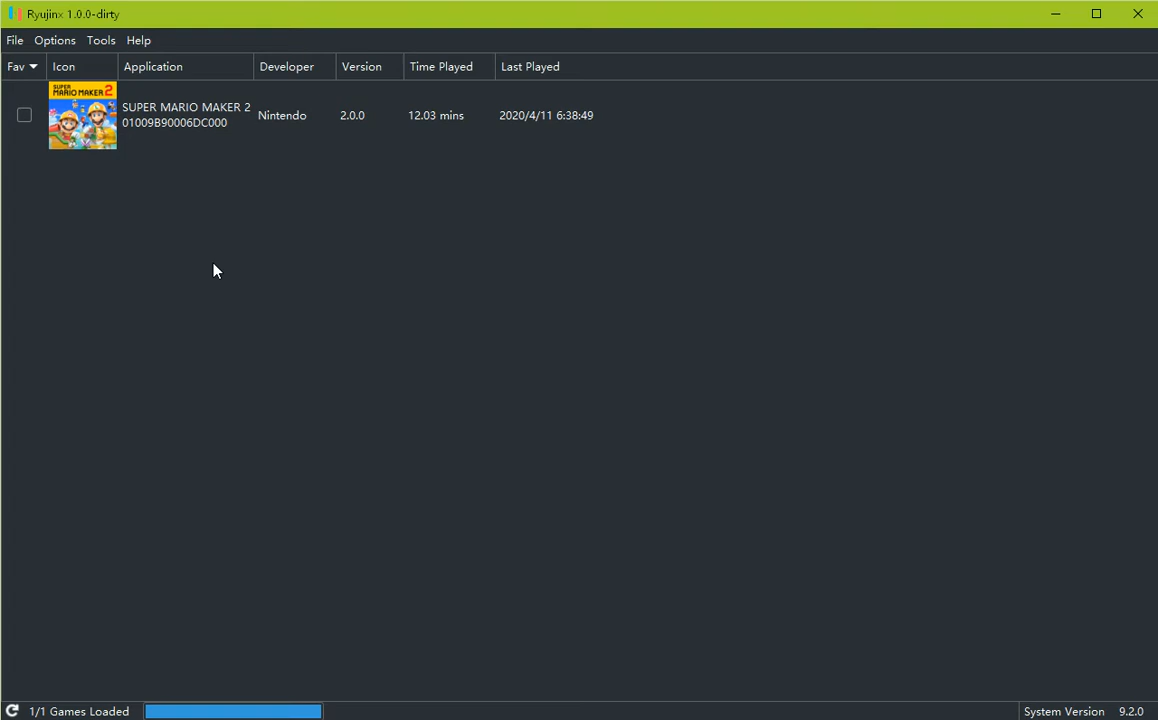 Ryujinx 1.0.0-dirty
File Options Tools Help
Fav Icon Application Developer Version Time Played Last Played
SUPER MARIO MAKER 2
SUPER MARIO MAKER 2
01009B90006DC000
Nintendo 2.0.0 12.03 mins 2020/4/11 6:38:49
1/1 Games Loaded
System Version 9.2.0